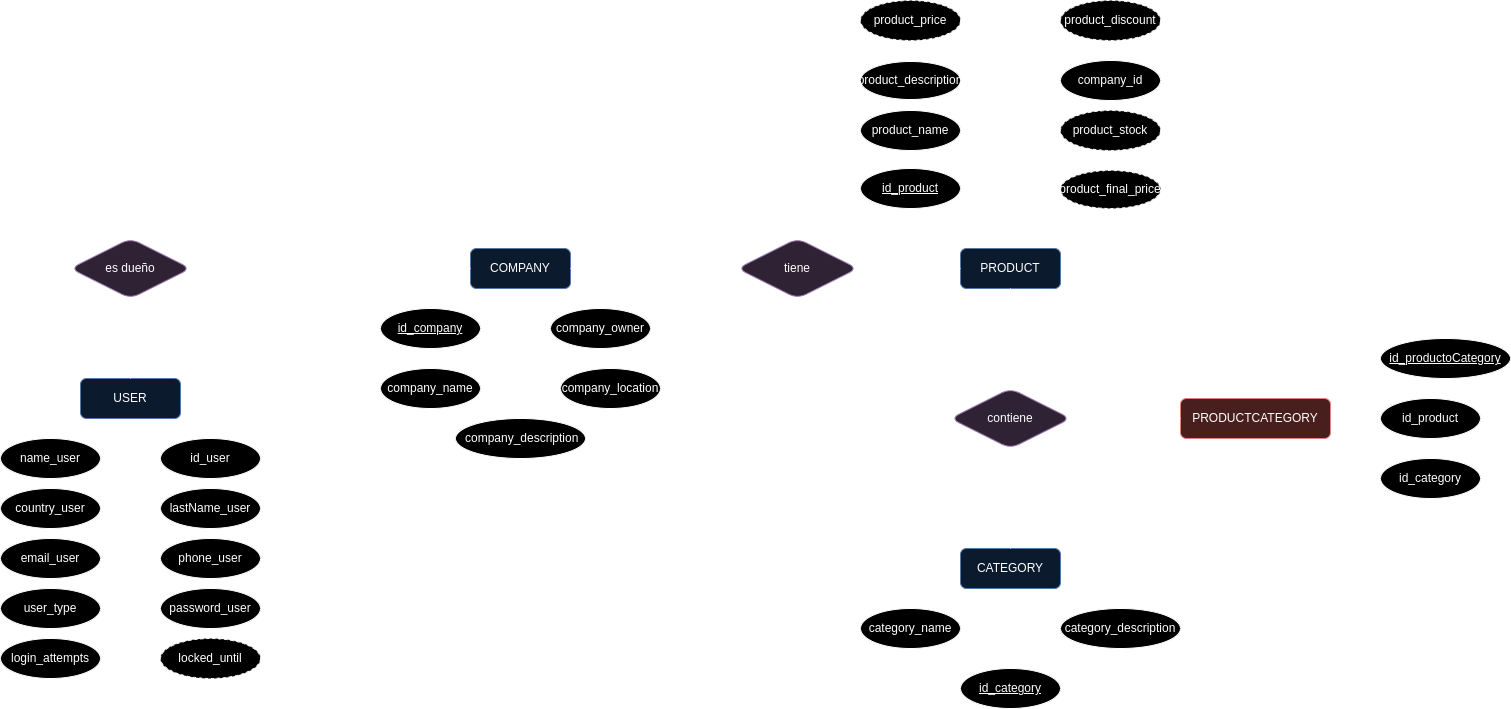 product_price
product_discount
product_description
company_id
product_name
product_stock
id_product
product_final_price
es dueño
COMPANY
tiene
PRODUCT
id_company
company_owner
company_name
company_location
company_description
USER
name_user
id_user
country_user
lastName_user
email_user
phone_user
user_type
password_user
login_attempts
locked_until
contiene
PRODUCTCATEGORY
id_productoCategory
id_product
id_category
CATEGORY
category_name
category_description
id_category